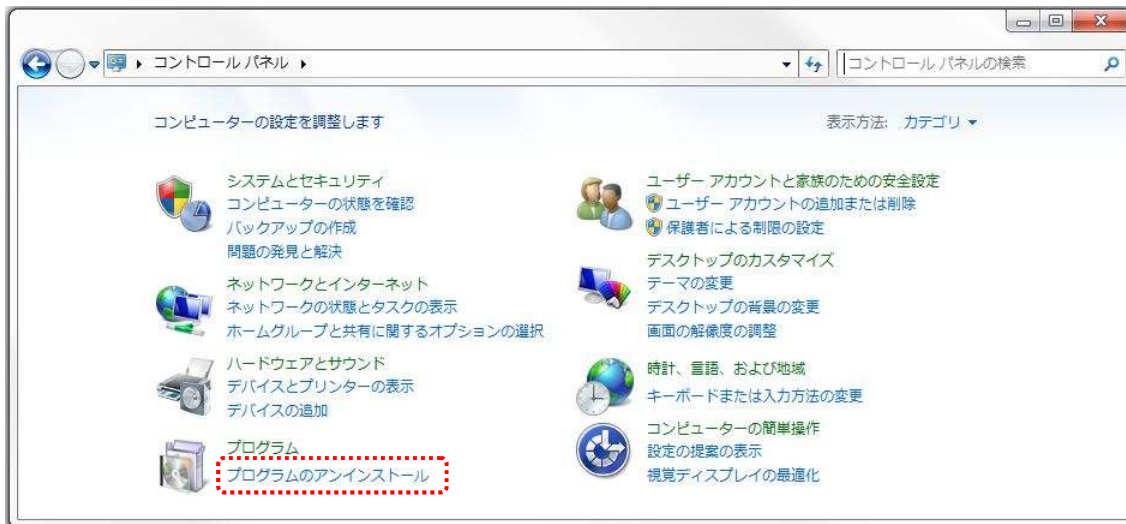 コントロール パネル
コントロール パネルの検索
コンピューターの設定を調整します
表示方法: カテゴリ
システムとセキュリティ
コンピューターの状態を確認
バックアップの作成
問題の発見と解決
ネットワークとインターネット
ネットワークの状態とタスクの表示
ホームグループと共有に関するオプションの選択
ハードウェアとサウンド
デバイスとプリンターの表示
デバイスの追加
プログラム
プログラムのアンインストール
ユーザー アカウントと家族のための安全設定
ユーザー アカウントの追加または削除
保護者による制限の設定
デスクトップのカスタマイズ
テーマの変更
デスクトップの背景の変更
画面の解像度の調整
時計、言語、および地域
キーボードまたは入力方法の変更
コンピューターの簡単操作
設定の提案の表示
視覚ディスプレイの最適化